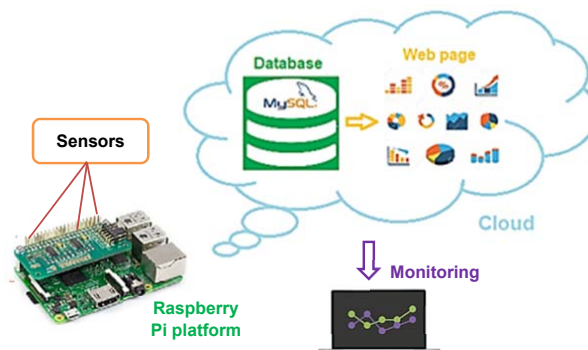 Database
Web page
MySQL
Sensors
Cloud
Monitoring
Raspberry
Pi platform